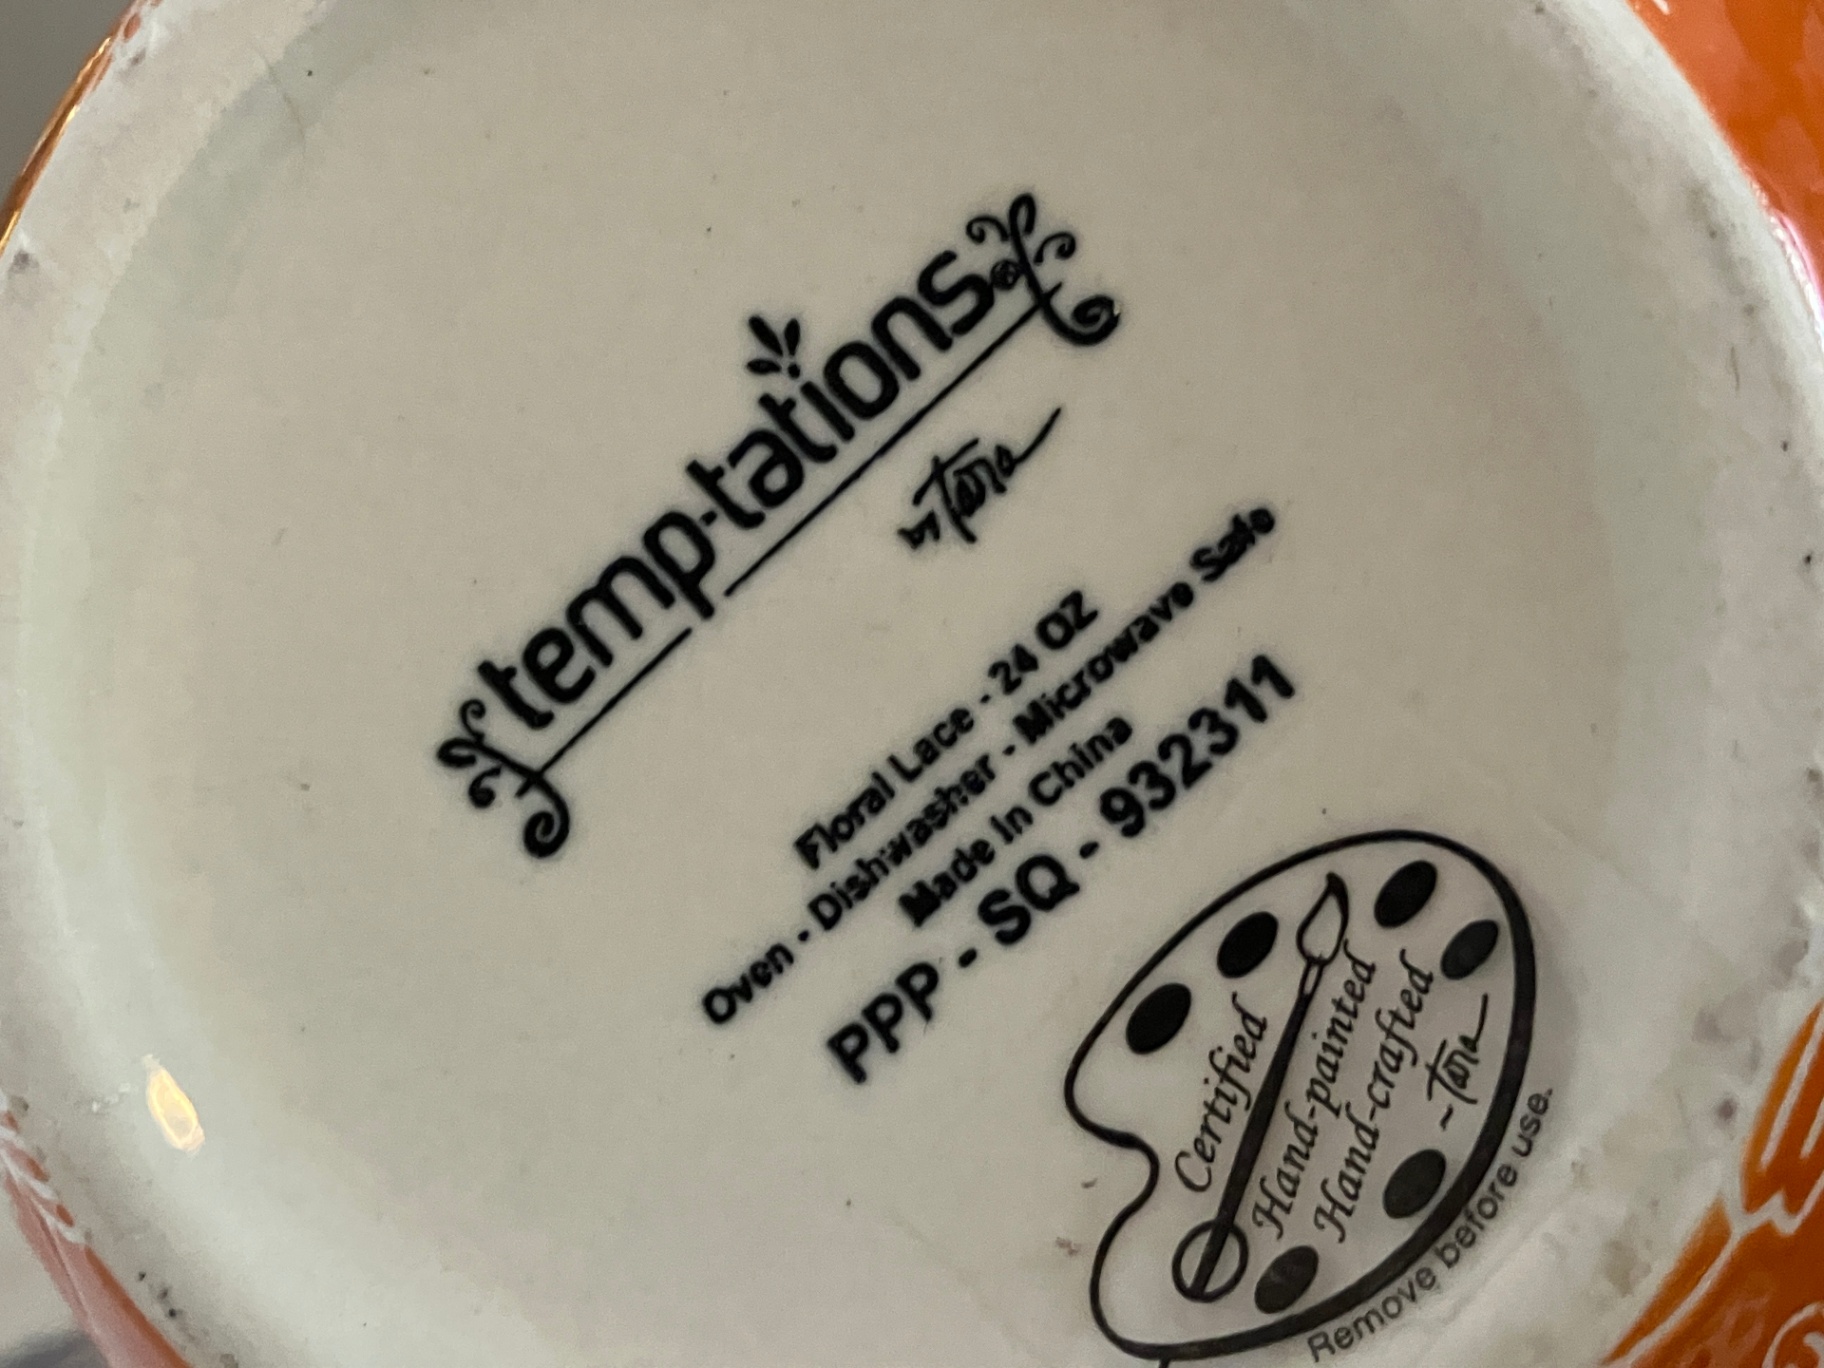 temp-tations®
by Tara
Floral Lace - 24 OZ
Oven - Dishwasher - Microwave Safe
Made In China
PPP - SQ - 932311
Certified
Hand-painted
Hand-crafted
~ Tara
Remove before use.